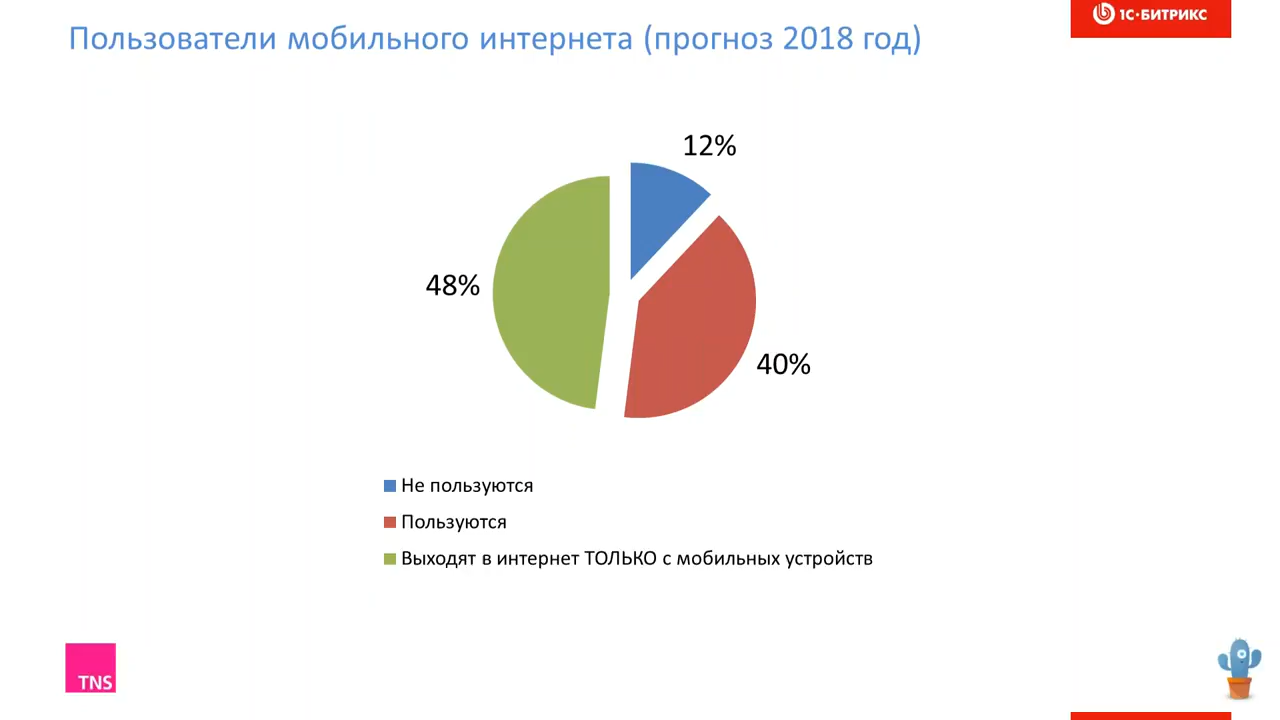 Пользователи мобильного интернета (прогноз 2018 год)
1С·БИТРИКС
12%
48%
40%
Не пользуются
Пользуются
Выходят в интернет ТОЛЬКО с мобильных устройств
TNS